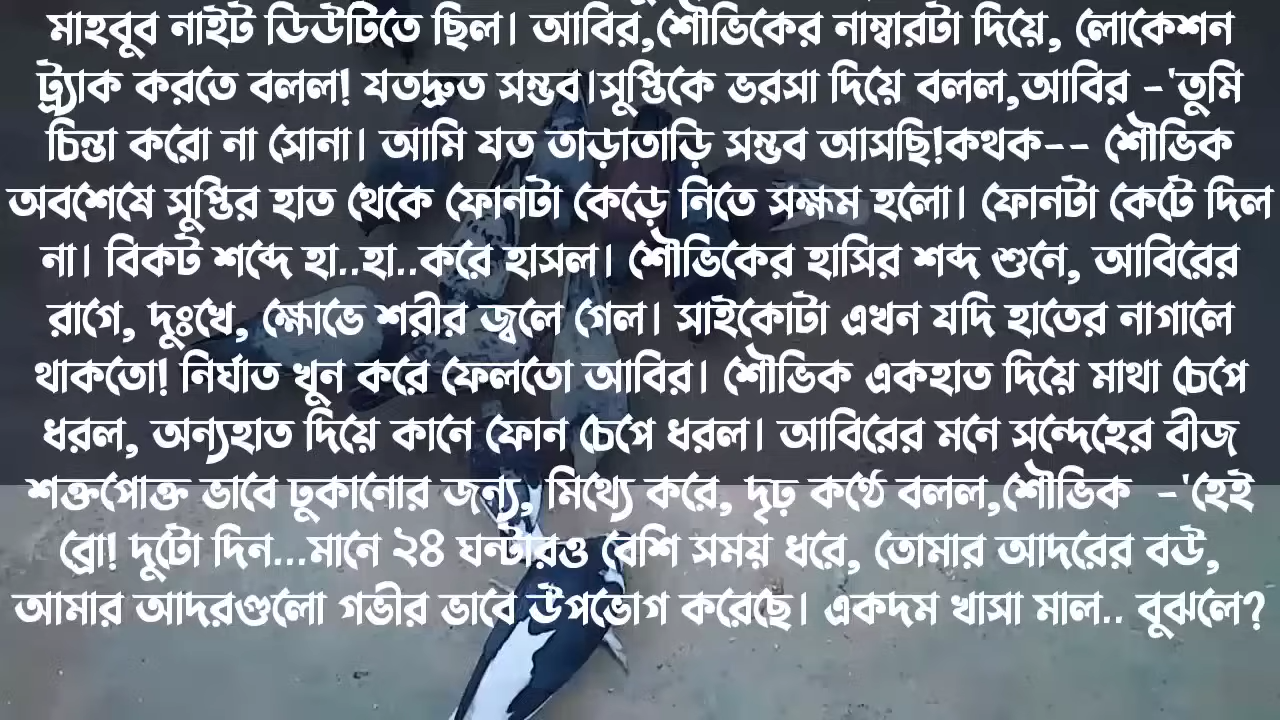 মাহবুব নাইট ডিউটিতে ছিল। আবির,শৌভিকের নাম্বারটা দিয়ে, লোকেশন
ট্র্যাক করতে বলল! যতদ্রুত সম্ভব।সুপ্তিকে ভরসা দিয়ে বলল,আবির -'তুমি
চিন্তা করো না সোনা। আমি যত তাড়াতাড়ি সম্ভব আসছি!কথক-- শৌভিক
অবশেষে সুপ্তির হাত থেকে ফোনটা কেড়ে নিতে সক্ষম হলো। ফোনটা কেটে দিল
না। বিকট শব্দে হা..হা..করে হাসল। শৌভিকের হাসির শব্দ শুনে, আবিরের
রাগে, দুঃখে, ক্ষোভে শরীর জ্বলে গেল। সাইকোটা এখন যদি হাতের নাগালে
থাকতো! নির্ঘাত খুন করে ফেলতো আবির। শৌভিক একহাত দিয়ে মাথা চেপে
ধরল, অন্যহাত দিয়ে কানে ফোন চেপে ধরল। আবিরের মনে সন্দেহের বীজ
শক্তপোক্ত ভাবে ঢুকানোর জন্য, মিথ্যে করে, দৃঢ় কণ্ঠে বলল,শৌভিক -'হেই
ব্রো! দুটো দিন...মানে ২৪ ঘন্টারও বেশি সময় ধরে, তোমার আদরের বউ,
আমার আদরগুলো গভীর ভাবে উপভোগ করেছে। একদম খাসা মাল.. বুঝলে?